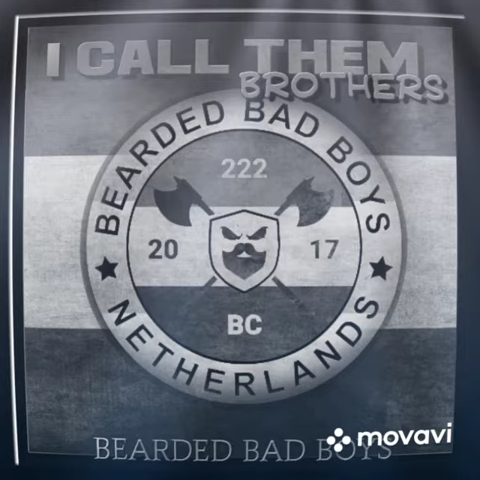 I CALL THEM
BROTHERS
BEARDED BAD BOYS
222
20 17
BC
NETHERLANDS
BEARDED BAD BOYS
movavi